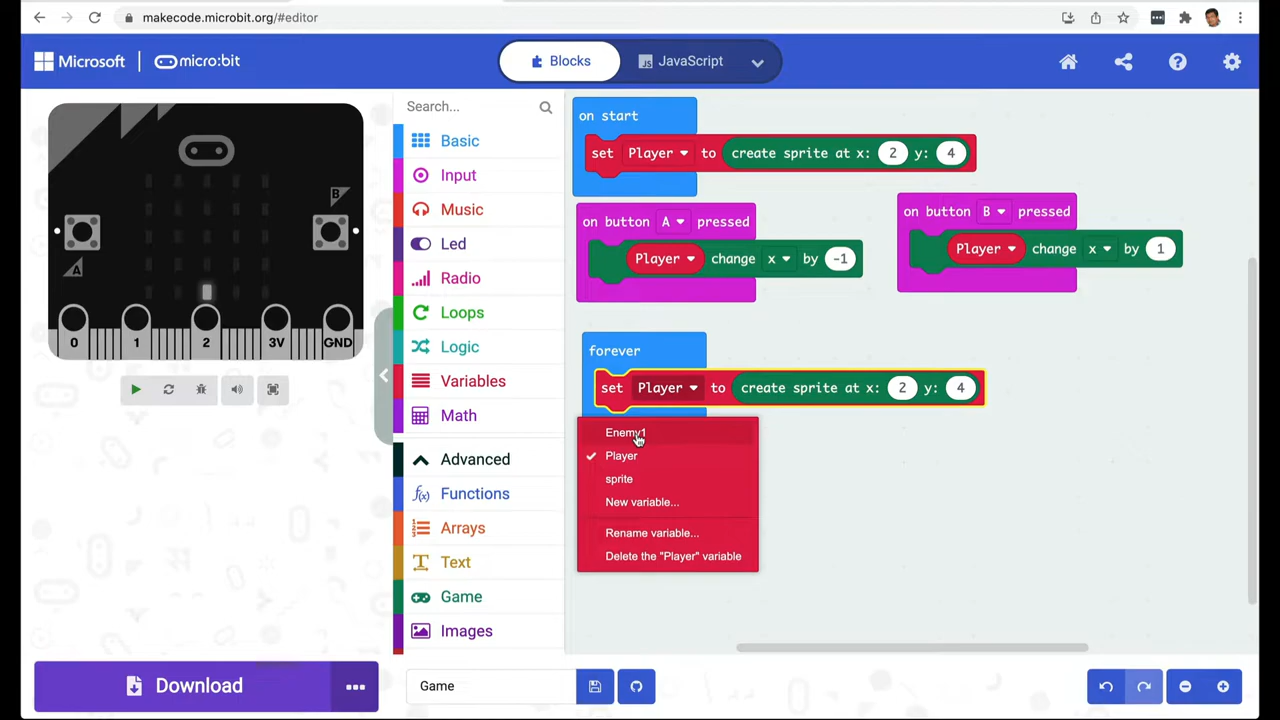 makecode.microbit.org/#editor
Microsoft micro:bit Blocks JavaScript
Search...
Basic
Input
Music
Led
Radio
Loops
Logic
Variables
Math
Advanced
Functions
Arrays
Text
Game
Images
B
A
0 1 2 3V GND
on start
set Player to create sprite at x: 2 y: 4
on button A pressed
Player change x by -1
on button B pressed
Player change x by 1
forever
set Player to create sprite at x: 2 y: 4
Enemy1
Player
sprite
New variable...
Rename variable...
Delete the "Player" variable
Download
Game